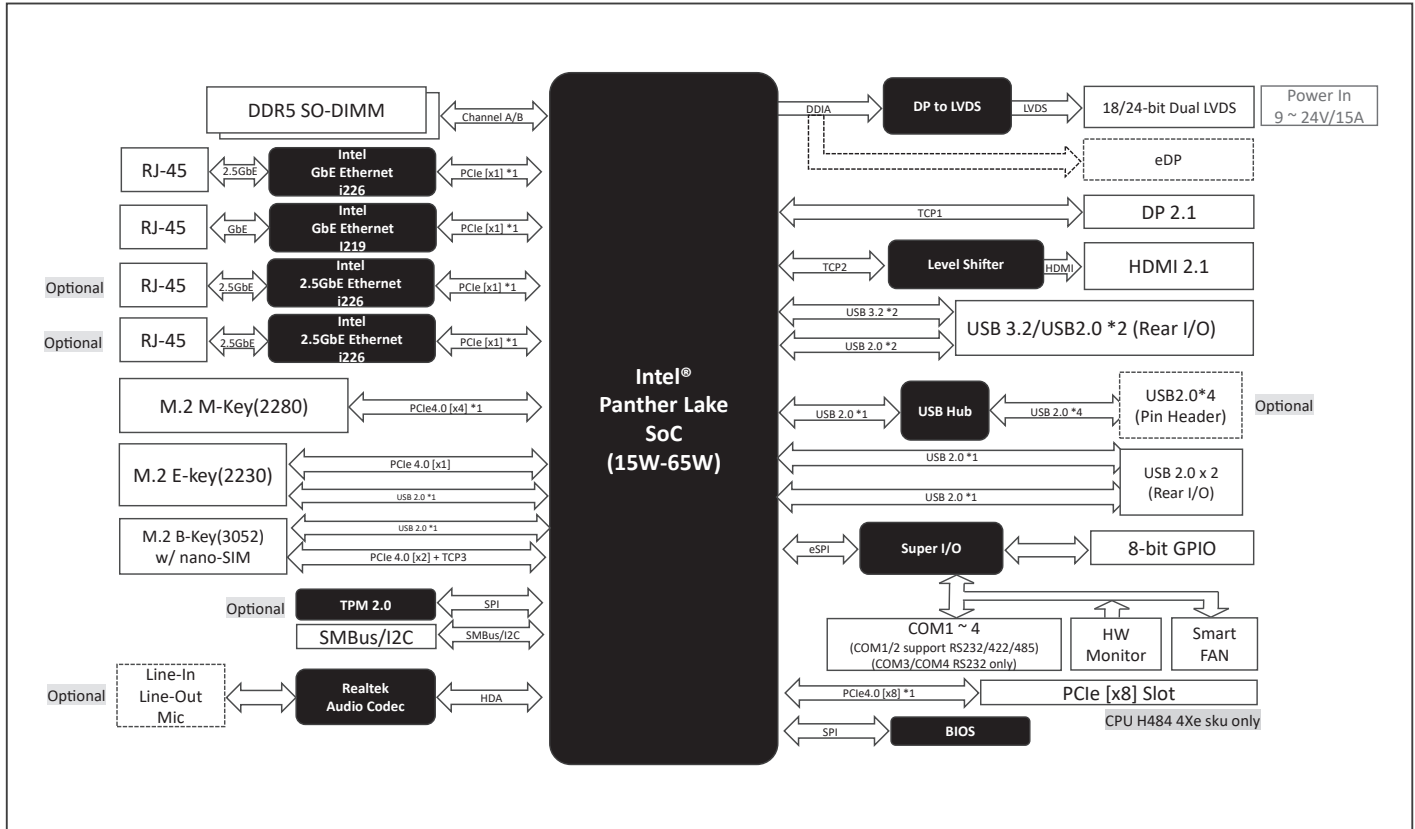 DDR5 SO-DIMM
Channel A/B
RJ-45
2.5GbE
Intel
GbE Ethernet
i226
PCIe [x1] *1
RJ-45
GbE
Intel
GbE Ethernet
I219
PCIe [x1] *1
Optional
RJ-45
2.5GbE
Intel
2.5GbE Ethernet
i226
PCIe [x1] *1
Optional
RJ-45
2.5GbE
Intel
2.5GbE Ethernet
i226
PCIe [x1] *1
M.2 M-Key(2280)
PCIe4.0 [x4] *1
M.2 E-key(2230)
PCIe 4.0 [x1]
USB 2.0 *1
M.2 B-Key(3052)
w/ nano-SIM
USB 2.0 *1
PCIe 4.0 [x2] + TCP3
Optional
TPM 2.0
SPI
SMBus/I2C
SMBus/I2C
Optional
Line-In
Line-Out
Mic
Realtek
Audio Codec
HDA
Intel®
Panther Lake
SoC
(15W-65W)
DDIA
DP to LVDS
LVDS
18/24-bit Dual LVDS
Power In
9 ~ 24V/15A
eDP
TCP1
DP 2.1
TCP2
Level Shifter
HDMI
HDMI 2.1
USB 3.2 *2
USB 2.0 *2
USB 3.2/USB2.0 *2 (Rear I/O)
USB 2.0 *1
USB Hub
USB 2.0 *4
USB2.0*4
(Pin Header)
Optional
USB 2.0 *1
USB 2.0 *1
USB 2.0 x 2
(Rear I/O)
eSPI
Super I/O
8-bit GPIO
COM1 ~ 4
(COM1/2 support RS232/422/485)
(COM3/COM4 RS232 only)
HW
Monitor
Smart
FAN
PCIe4.0 [x8] *1
PCIe [x8] Slot
CPU H484 4Xe sku only
SPI
BIOS